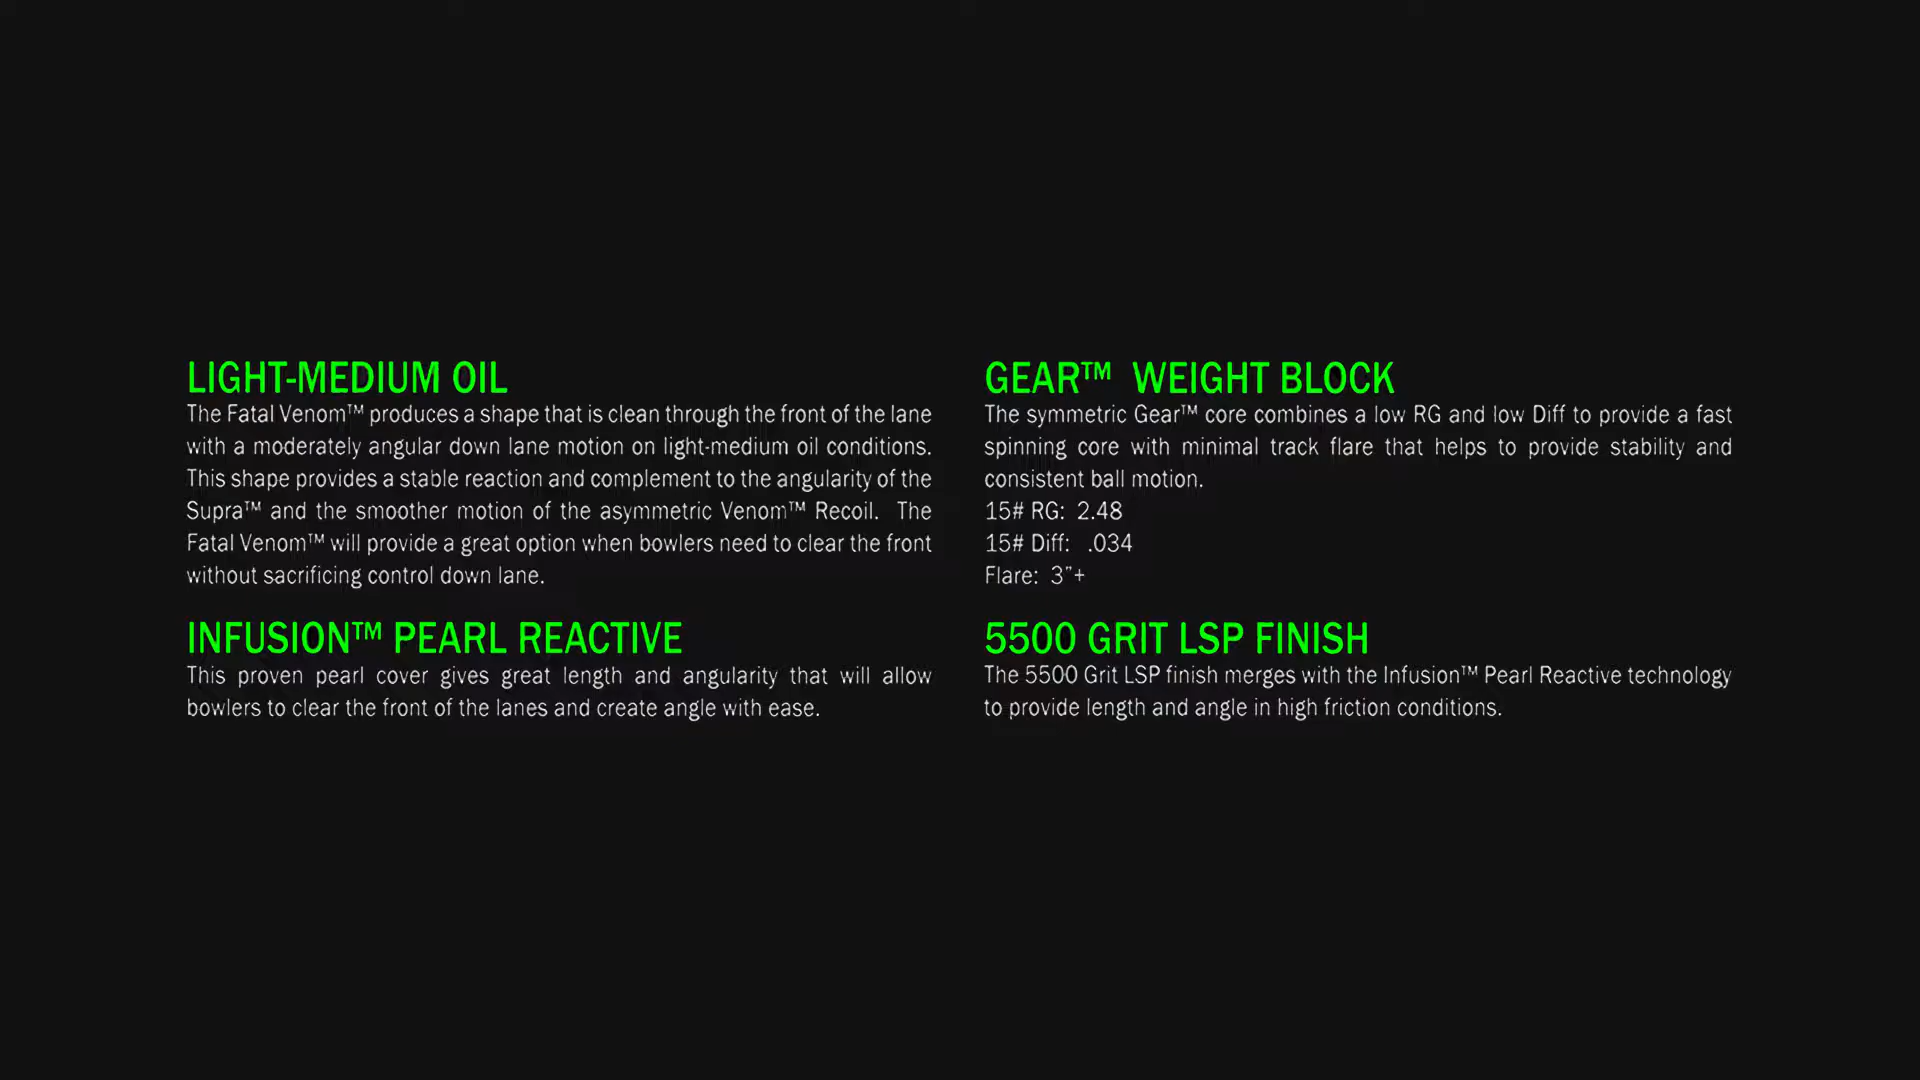 LIGHT-MEDIUM OIL
The Fatal Venom™ produces a shape that is clean through the front of the lane
with a moderately angular down lane motion on light-medium oil conditions.
This shape provides a stable reaction and complement to the angularity of the
Supra™ and the smoother motion of the asymmetric Venom™ Recoil. The
Fatal Venom™ will provide a great option when bowlers need to clear the front
without sacrificing control down lane.
INFUSION™ PEARL REACTIVE
This proven pearl cover gives great length and angularity that will allow
bowlers to clear the front of the lanes and create angle with ease.
GEAR™ WEIGHT BLOCK
The symmetric Gear™ core combines a low RG and low Diff to provide a fast
spinning core with minimal track flare that helps to provide stability and
consistent ball motion.
15# RG: 2.48
15# Diff: .034
Flare: 3”+
5500 GRIT LSP FINISH
The 5500 Grit LSP finish merges with the Infusion™ Pearl Reactive technology
to provide length and angle in high friction conditions.